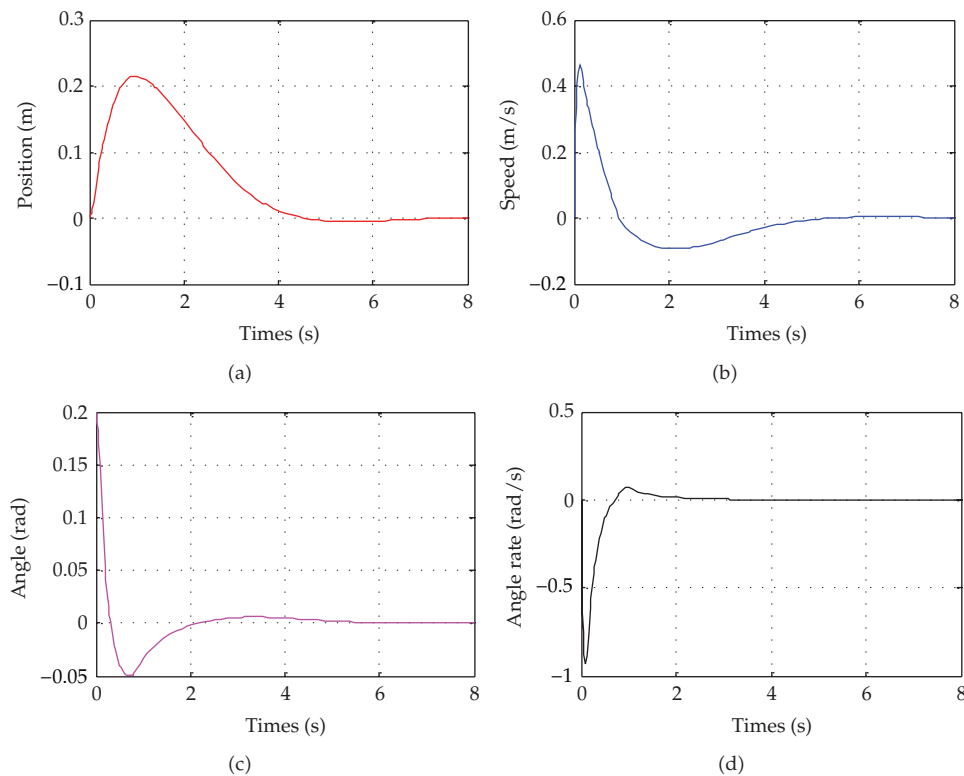 0.3
0.2
0.1
0
−0.1
Position (m)
0 2 4 6 8
Times (s)
(a)
0.6
0.4
0.2
0
−0.2
Speed (m/s)
0 2 4 6 8
Times (s)
(b)
0.2
0.15
0.1
0.05
0
−0.05
Angle (rad)
0 2 4 6 8
Times (s)
(c)
0.5
0
−0.5
−1
Angle rate (rad/s)
0 2 4 6 8
Times (s)
(d)